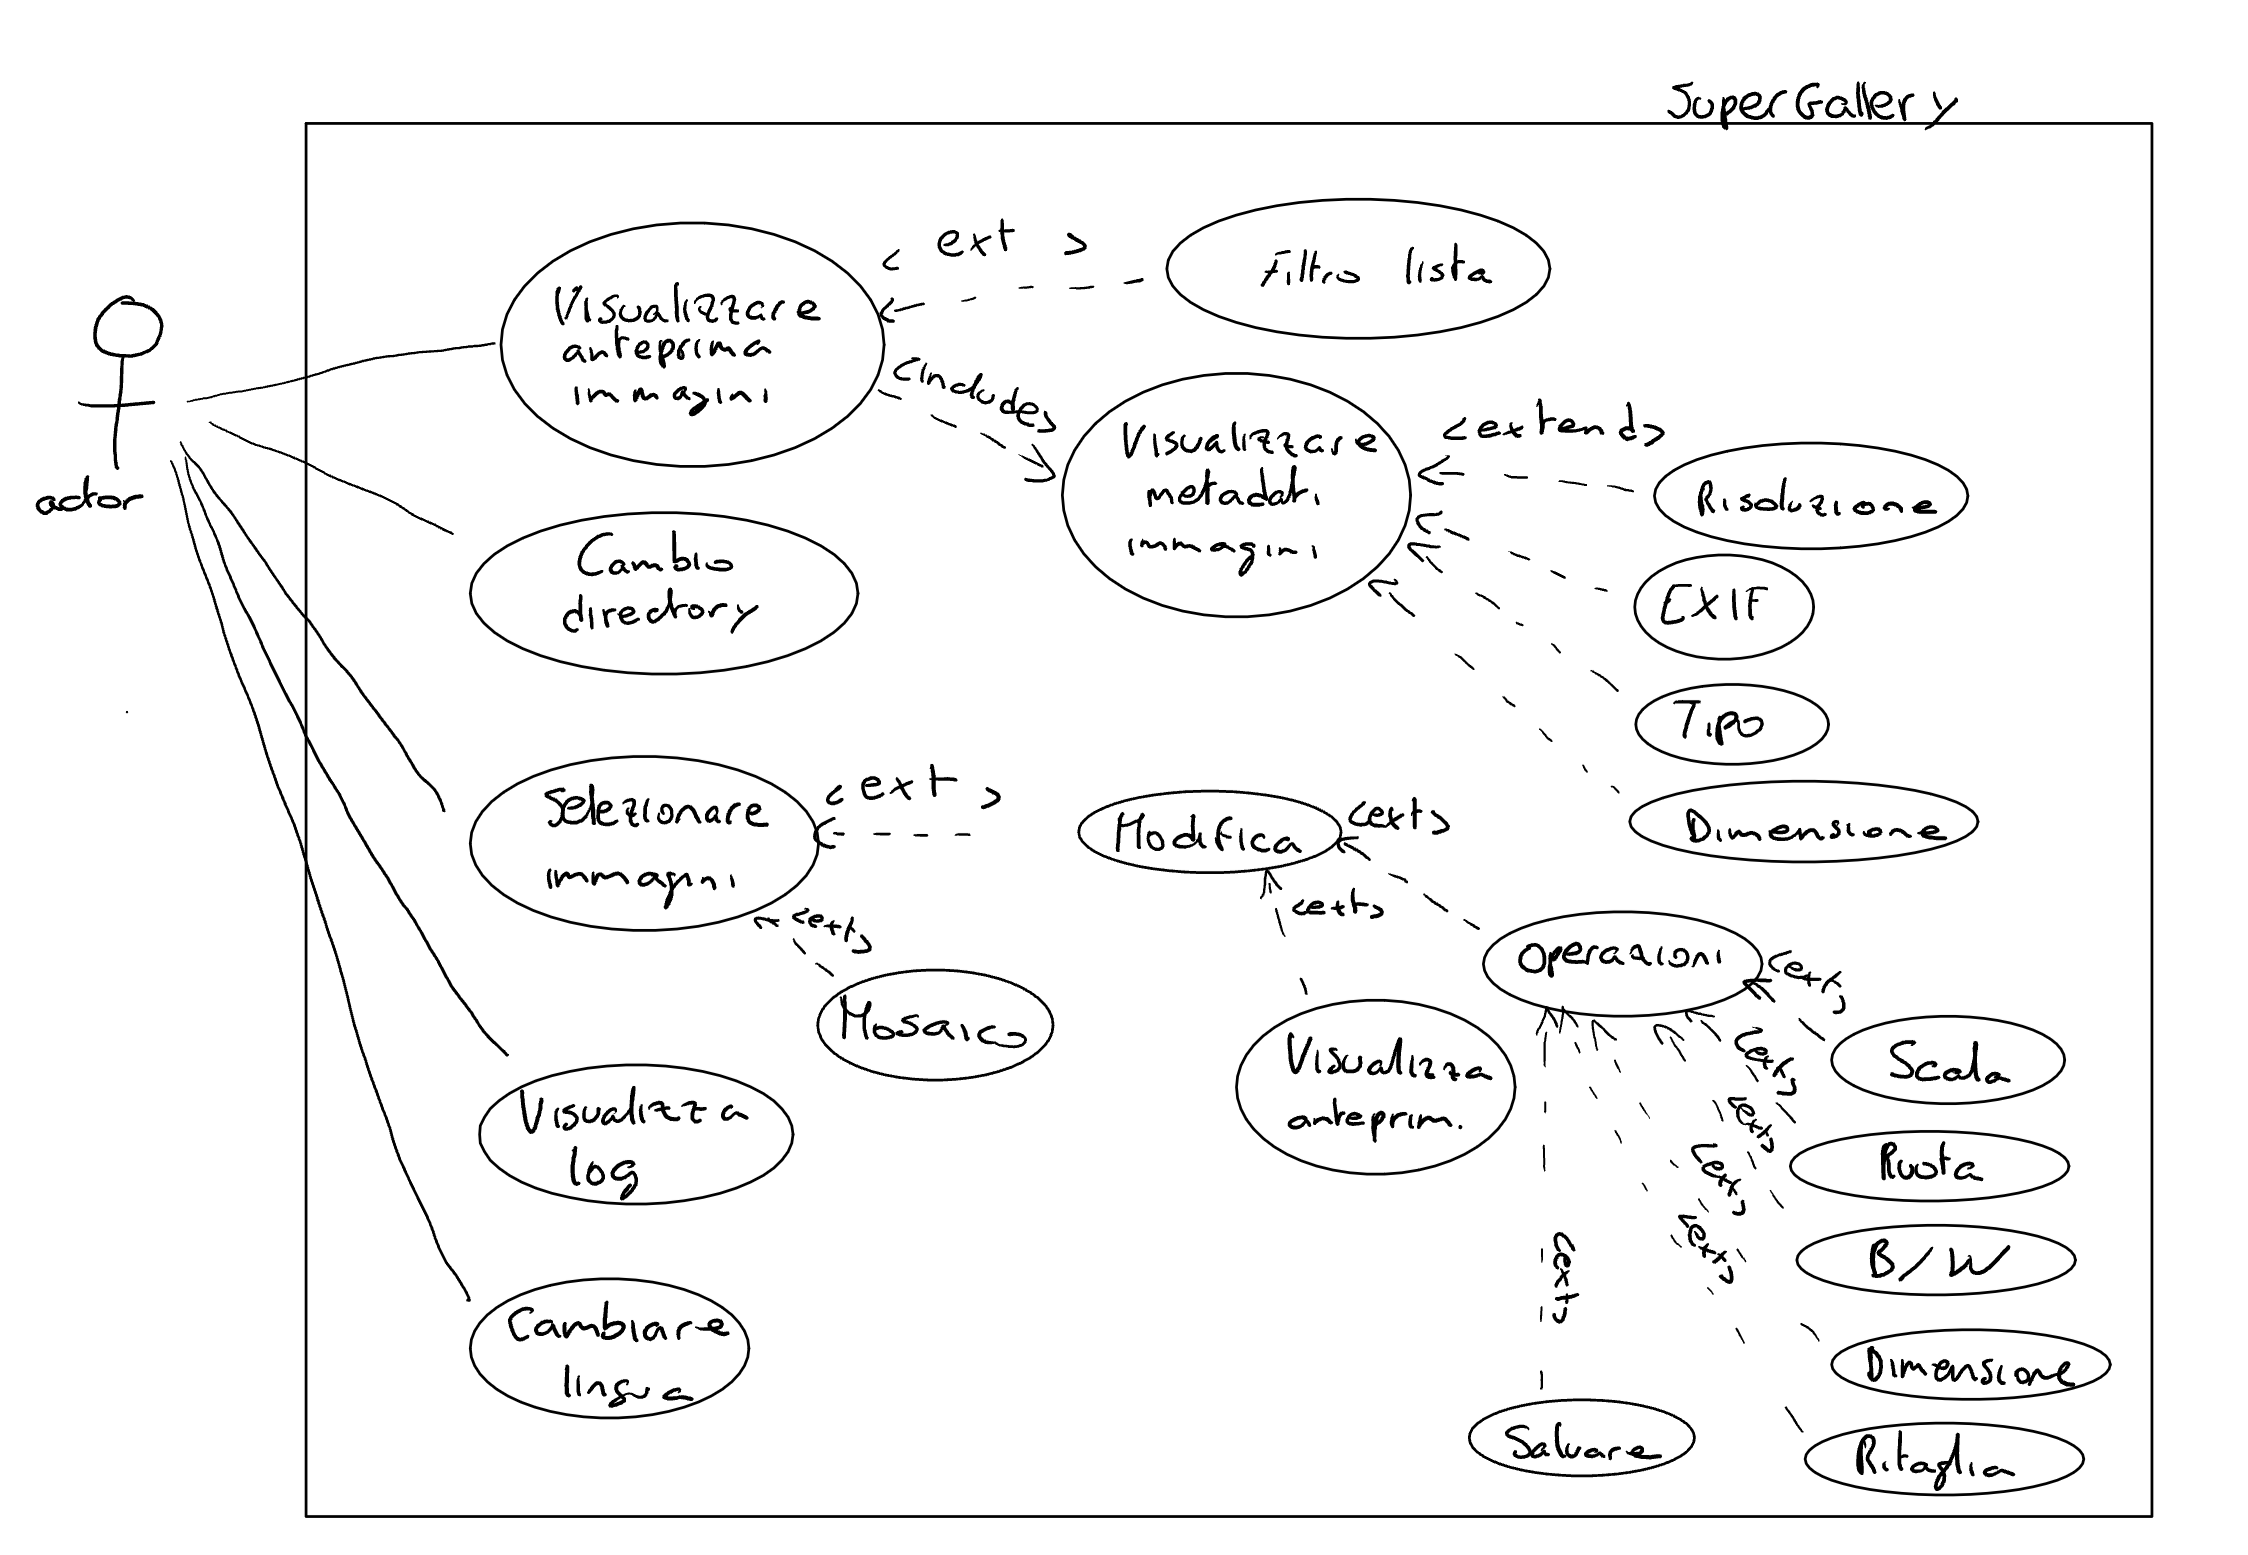 SuperGallery
actor
Visualizzare
anteprima
immagini
< ext >
Filtro lista
<include>
Visualizzare
metadati
immagini
<extend>
Risoluzione
EXIF
Tipo
Dimensione
Cambio
directory
Selezionare
immagini
< ext >
<ext>
Mosaico
Modifica
<ext>
<ext>
Visualizza
anteprim.
Operazioni
<ext>
Scala
<ext>
Ruota
<ext>
B/W
<ext>
Dimensione
<ext>
Ritaglia
<ext>
Salvare
Visualizza
log
Cambiare
lingua